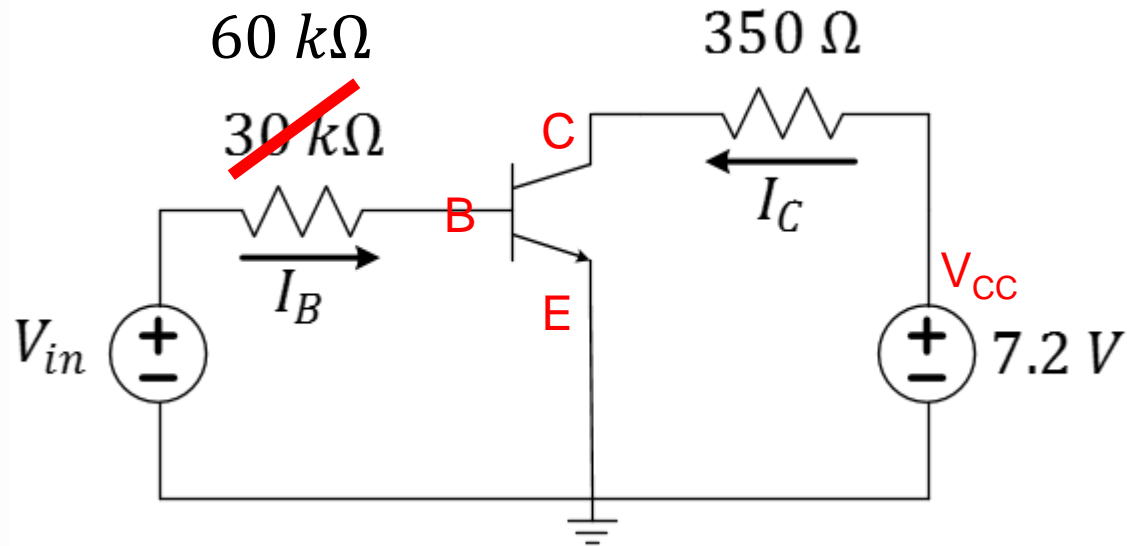 60 kΩ
350 Ω
30 kΩ
C
I_C
B
I_B
E
V_CC
V_in
7.2 V